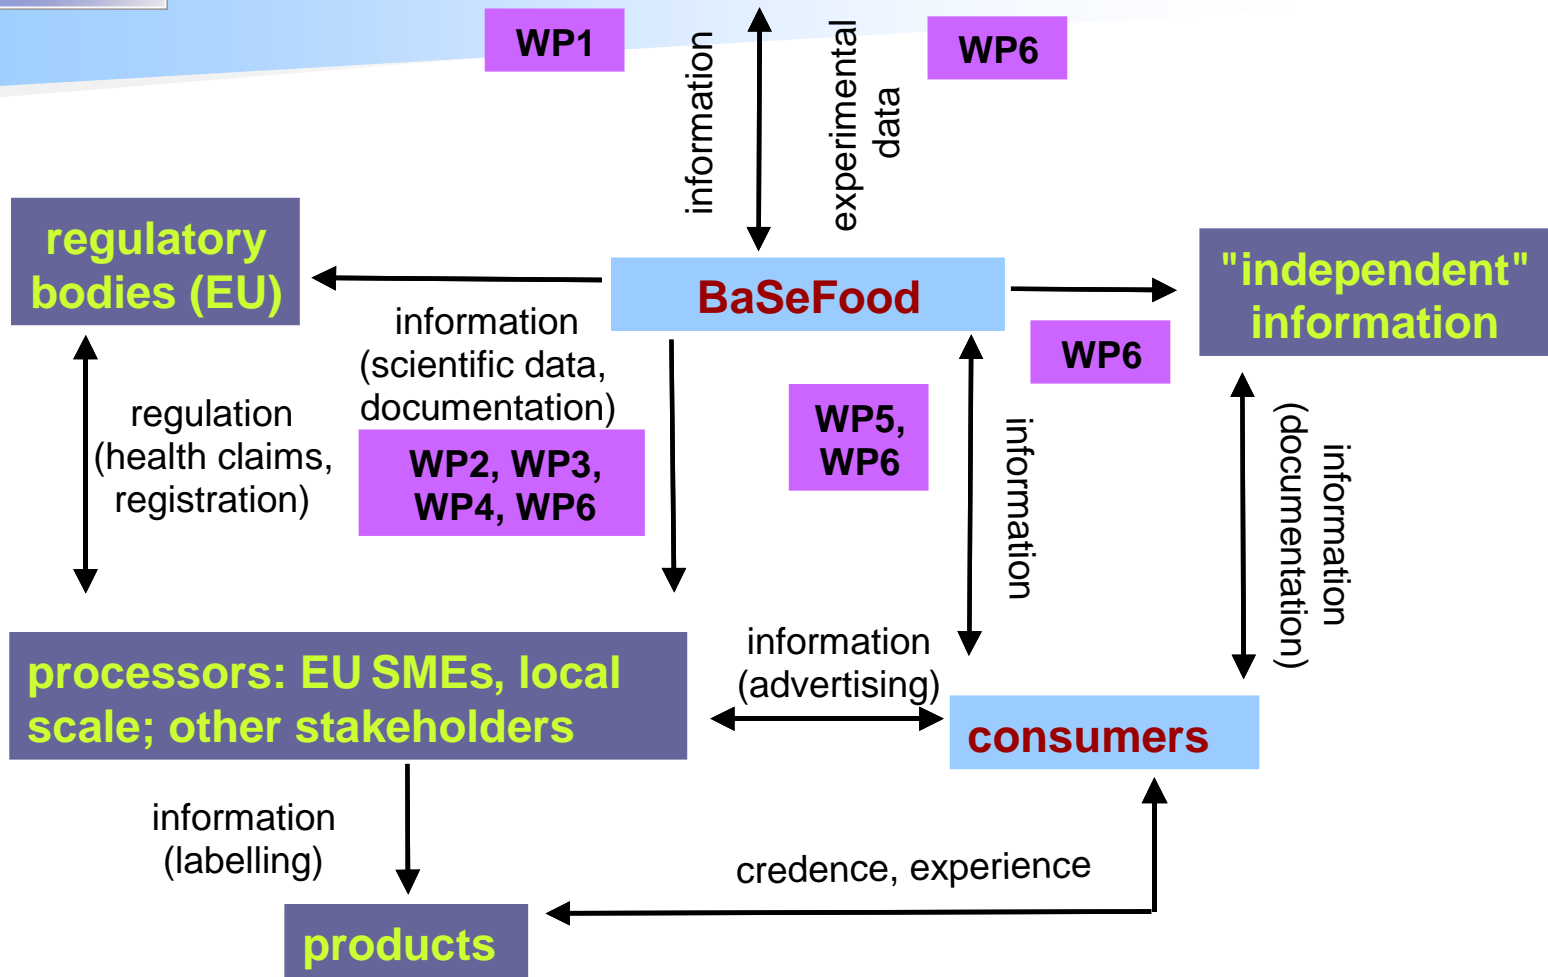 WP1
information
experimental
data
WP6
regulatory
bodies (EU)
BaSeFood
"independent"
information
information
(scientific data,
documentation)
WP6
regulation
(health claims,
registration)
WP2, WP3,
WP4, WP6
WP5,
WP6
information
information
(documentation)
processors: EU SMEs, local
scale; other stakeholders
information
(advertising)
consumers
information
(labelling)
credence, experience
products